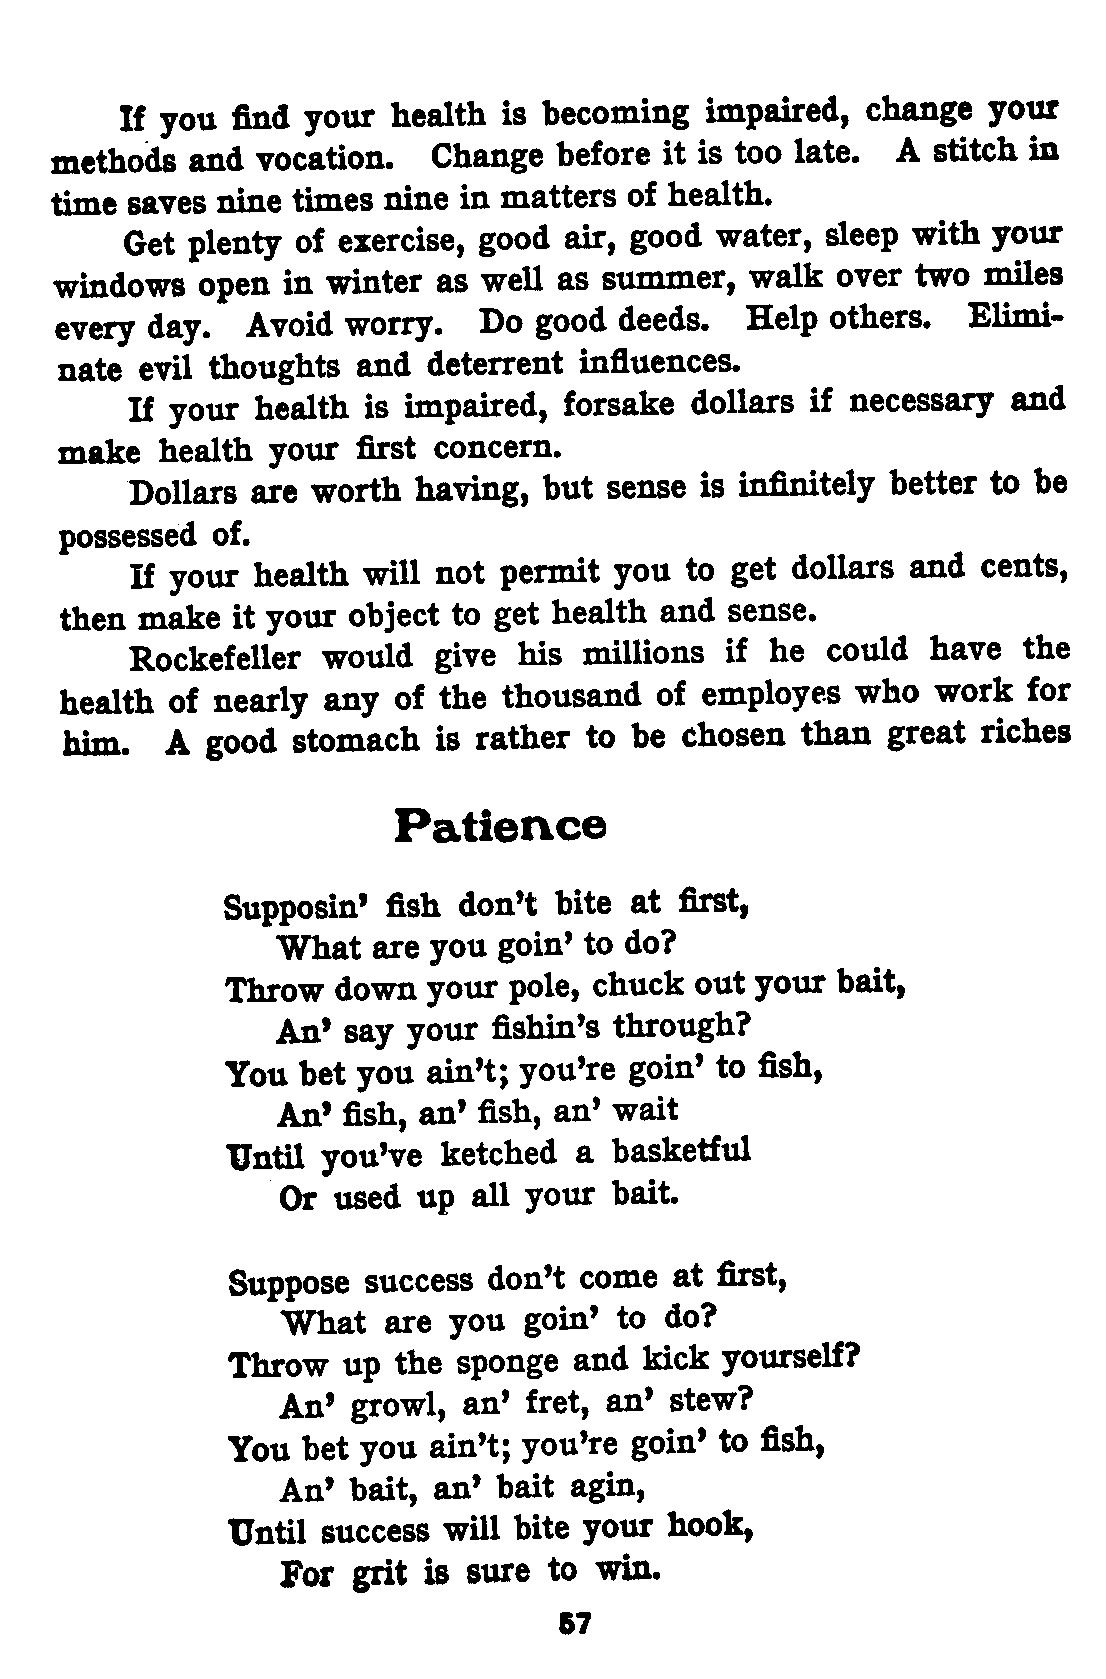 If you find your health is becoming impaired, change your
methods and vocation. Change before it is too late. A stitch in
time saves nine times nine in matters of health.
Get plenty of exercise, good air, good water, sleep with your
windows open in winter as well as summer, walk over two miles
every day. Avoid worry. Do good deeds. Help others. Elimi-
nate evil thoughts and deterrent influences.
If your health is impaired, forsake dollars if necessary and
make health your first concern.
Dollars are worth having, but sense is infinitely better to be
possessed of.
If your health will not permit you to get dollars and cents,
then make it your object to get health and sense.
Rockefeller would give his millions if he could have the
health of nearly any of the thousand of employes who work for
him. A good stomach is rather to be chosen than great riches
Patience
Supposin' fish don't bite at first,
What are you goin' to do?
Throw down your pole, chuck out your bait,
An' say your fishin's through?
You bet you ain't; you're goin' to fish,
An' fish, an' fish, an' wait
Until you've ketched a basketful
Or used up all your bait.
Suppose success don't come at first,
What are you goin' to do?
Throw up the sponge and kick yourself?
An' growl, an' fret, an' stew?
You bet you ain't; you're goin' to fish,
An' bait, an' bait agin,
Until success will bite your hook,
For grit is sure to win.
57